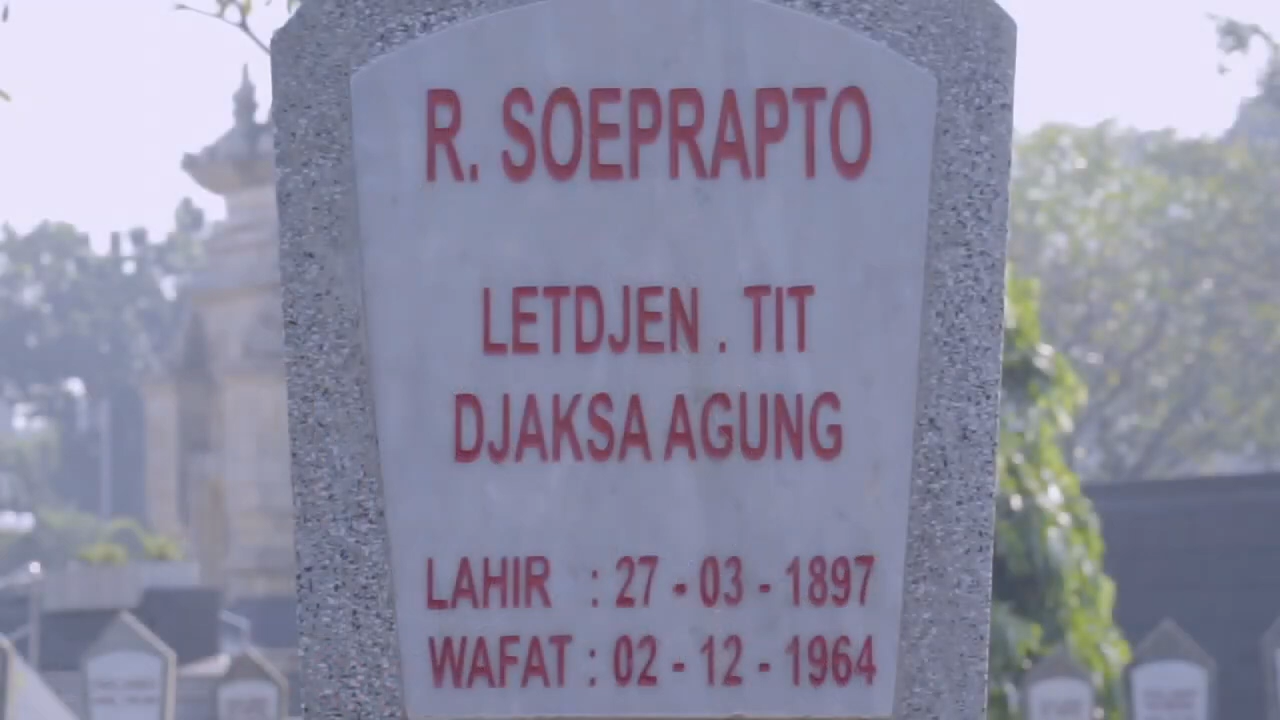 R. SOEPRAPTO
LETDJEN . TIT
DJAKSA AGUNG
LAHIR : 27 - 03 - 1897
WAFAT : 02 - 12 - 1964